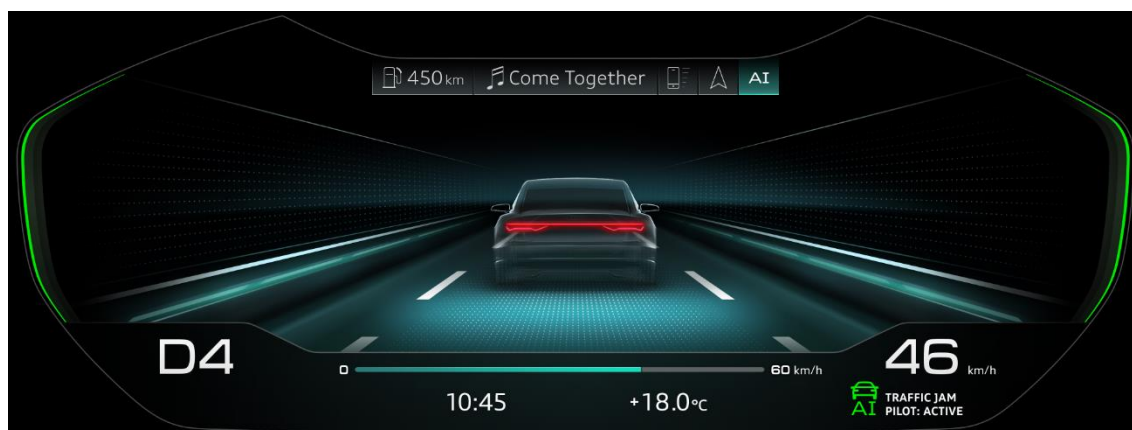 450 km Come Together AI
D4
0 60 km/h
46 km/h
10:45 +18.0°C
AI TRAFFIC JAM
PILOT: ACTIVE